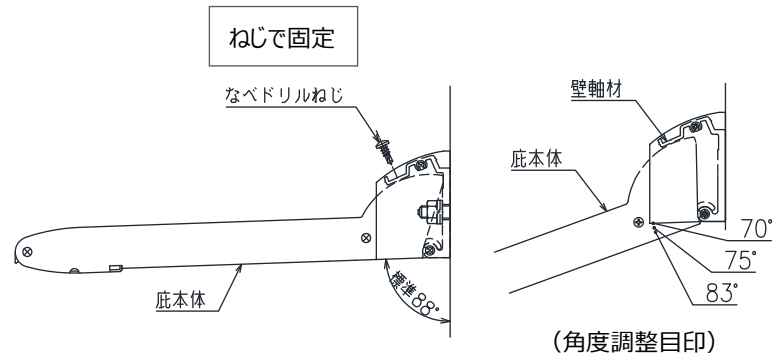 ねじで固定
なべドリルねじ
壁軸材
庇本体
庇本体
標準88°
70°
75°
83°
(角度調整目印)